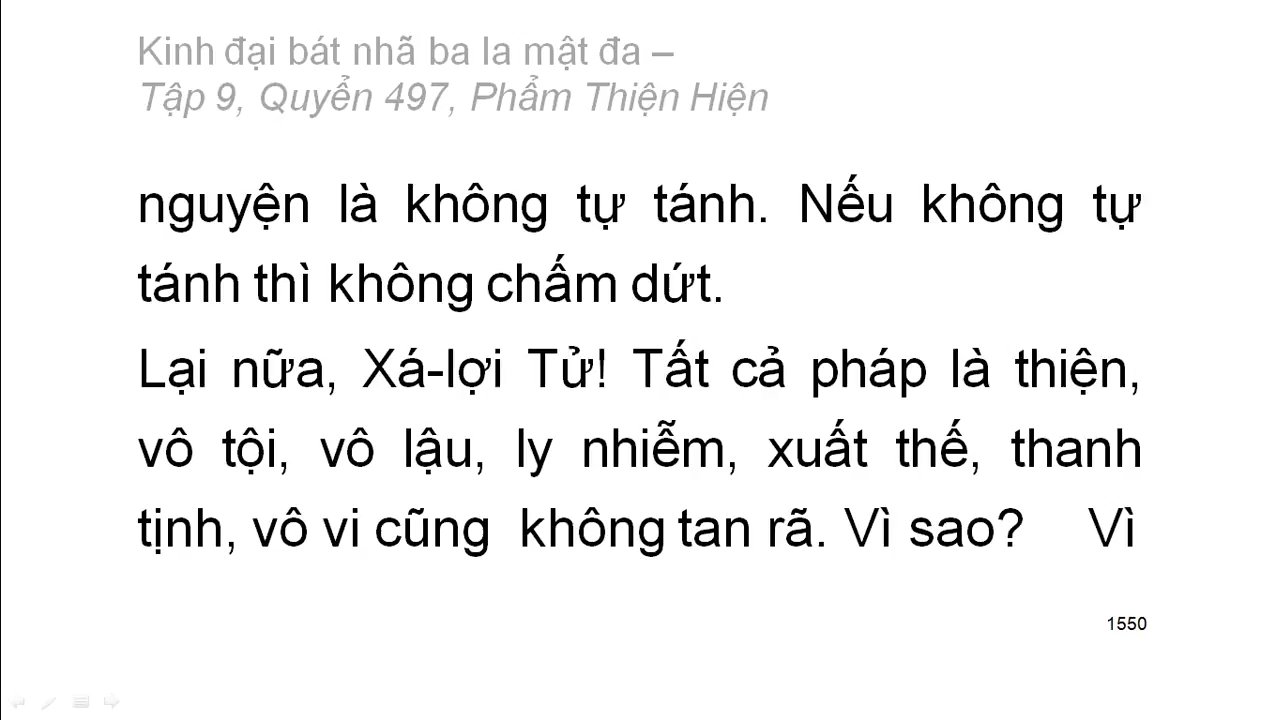 Kinh đại bát nhã ba la mật đa –
Tập 9, Quyển 497, Phẩm Thiện Hiện
nguyện là không tự tánh. Nếu không tự
tánh thì không chấm dứt.
Lại nữa, Xá-lợi Tử! Tất cả pháp là thiện,
vô tội, vô lậu, ly nhiễm, xuất thế, thanh
tịnh, vô vi cũng không tan rã. Vì sao? Vì
1550